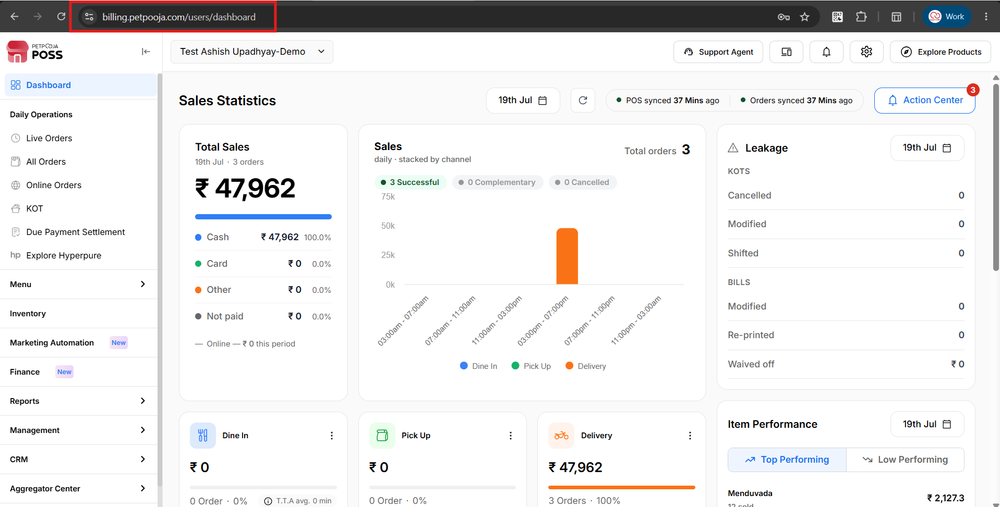 billing.petpooja.com/users/dashboard
Work
PETPOOJA
POSS
Test Ashish Upadhyay-Demo
Support Agent
Explore Products
Dashboard
Daily Operations
Live Orders
All Orders
Online Orders
KOT
Due Payment Settlement
hp Explore Hyperpure
Menu
Inventory
Marketing Automation New
Finance New
Reports
Management
CRM
Aggregator Center
Sales Statistics
19th Jul
POS synced 37 Mins ago
Orders synced 37 Mins ago
Action Center
3
Total Sales
19th Jul · 3 orders
₹ 47,962
Cash ₹ 47,962 100.0%
Card ₹ 0 0.0%
Other ₹ 0 0.0%
Not paid ₹ 0 0.0%
— Online — ₹ 0 this period
Sales
daily · stacked by channel
Total orders 3
3 Successful
0 Complementary
0 Cancelled
75k
50k
25k
0k
03:00am - 07:00am
07:00am - 11:00am
11:00am - 03:00pm
03:00pm - 07:00pm
07:00pm - 11:00pm
11:00pm - 03:00am
Dine In
Pick Up
Delivery
Leakage
19th Jul
KOTS
Cancelled 0
Modified 0
Shifted 0
BILLS
Modified 0
Re-printed 0
Waived off ₹ 0
Dine In
₹ 0
0 Order · 0%
T.T.A avg. 0 min
Pick Up
₹ 0
0 Order · 0%
Delivery
₹ 47,962
3 Orders · 100%
Item Performance
19th Jul
Top Performing
Low Performing
Menduvada
₹ 2,127.3
12 sold